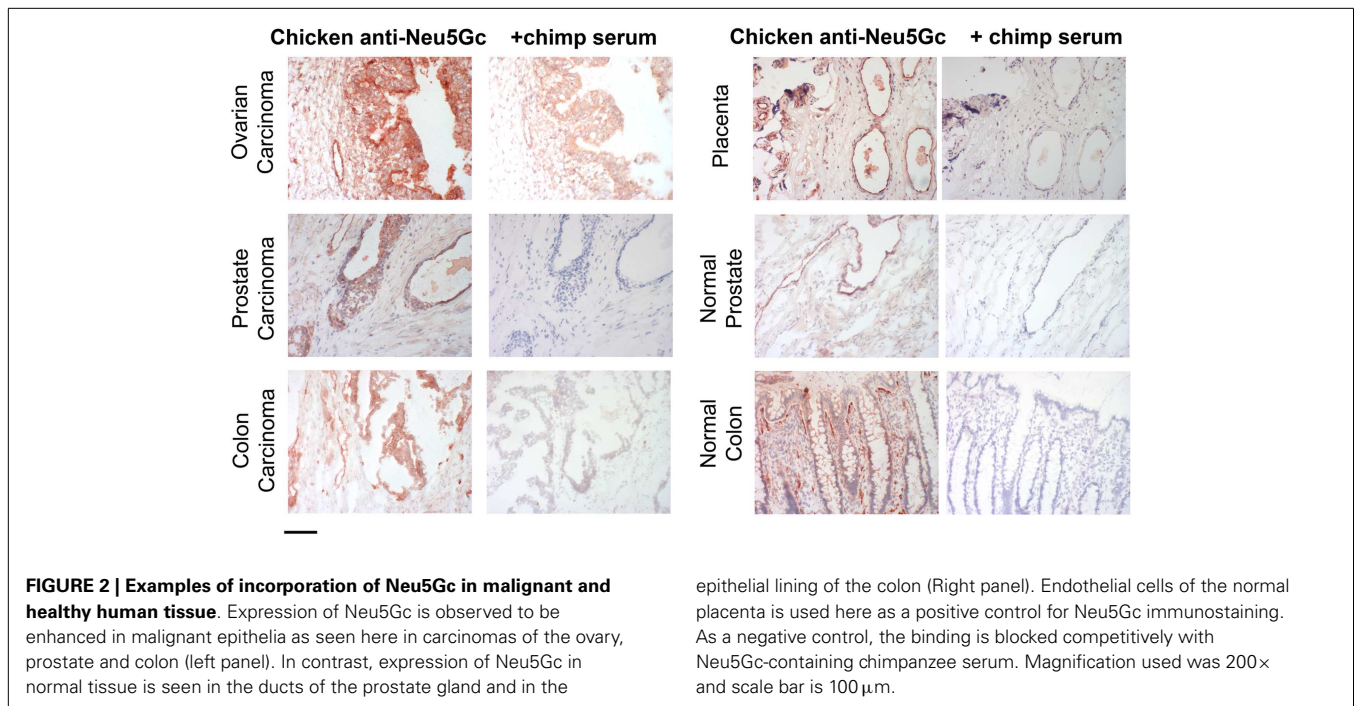 Chicken anti-Neu5Gc +chimp serum
Ovarian
Carcinoma
Prostate
Carcinoma
Colon
Carcinoma
Chicken anti-Neu5Gc + chimp serum
Placenta
Normal
Prostate
Normal
Colon
FIGURE 2 | Examples of incorporation of Neu5Gc in malignant and
healthy human tissue. Expression of Neu5Gc is observed to be
enhanced in malignant epithelia as seen here in carcinomas of the ovary,
prostate and colon (left panel). In contrast, expression of Neu5Gc in
normal tissue is seen in the ducts of the prostate gland and in the
epithelial lining of the colon (Right panel). Endothelial cells of the normal
placenta is used here as a positive control for Neu5Gc immunostaining.
As a negative control, the binding is blocked competitively with
Neu5Gc-containing chimpanzee serum. Magnification used was 200×
and scale bar is 100 μm.